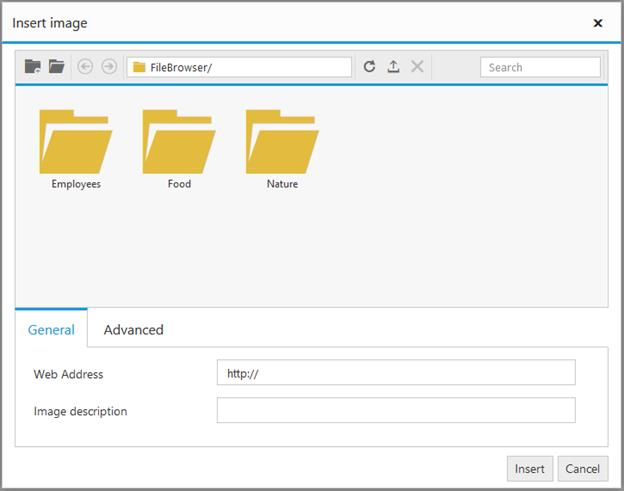 Insert image
FileBrowser/
Search
Employees
Food
Nature
General
Advanced
Web Address
http://
Image description
Insert
Cancel